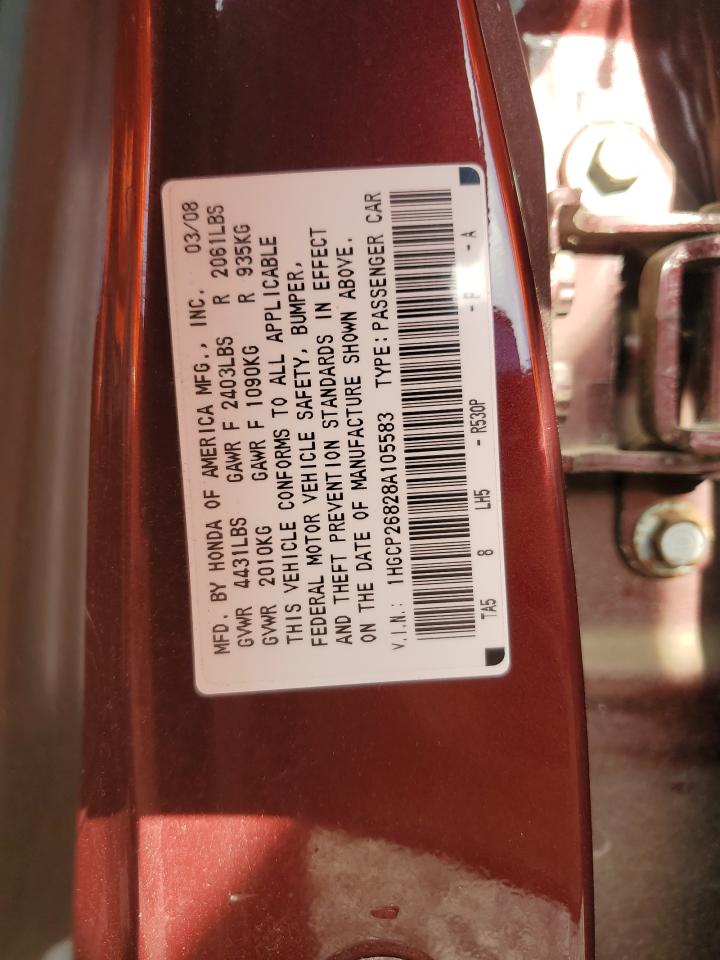 MFD. BY HONDA OF AMERICA MFG., INC. 03/08
GVWR 4431LBS GAWR F 2403LBS R 2061LBS
GVWR 2010KG GAWR F 1090KG R 935KG
THIS VEHICLE CONFORMS TO ALL APPLICABLE
FEDERAL MOTOR VEHICLE SAFETY, BUMPER,
AND THEFT PREVENTION STANDARDS IN EFFECT
ON THE DATE OF MANUFACTURE SHOWN ABOVE.
V.I.N.: 1HGCP26828A105583 TYPE:PASSENGER CAR
TA5 8 LH5 - R530P - F - A